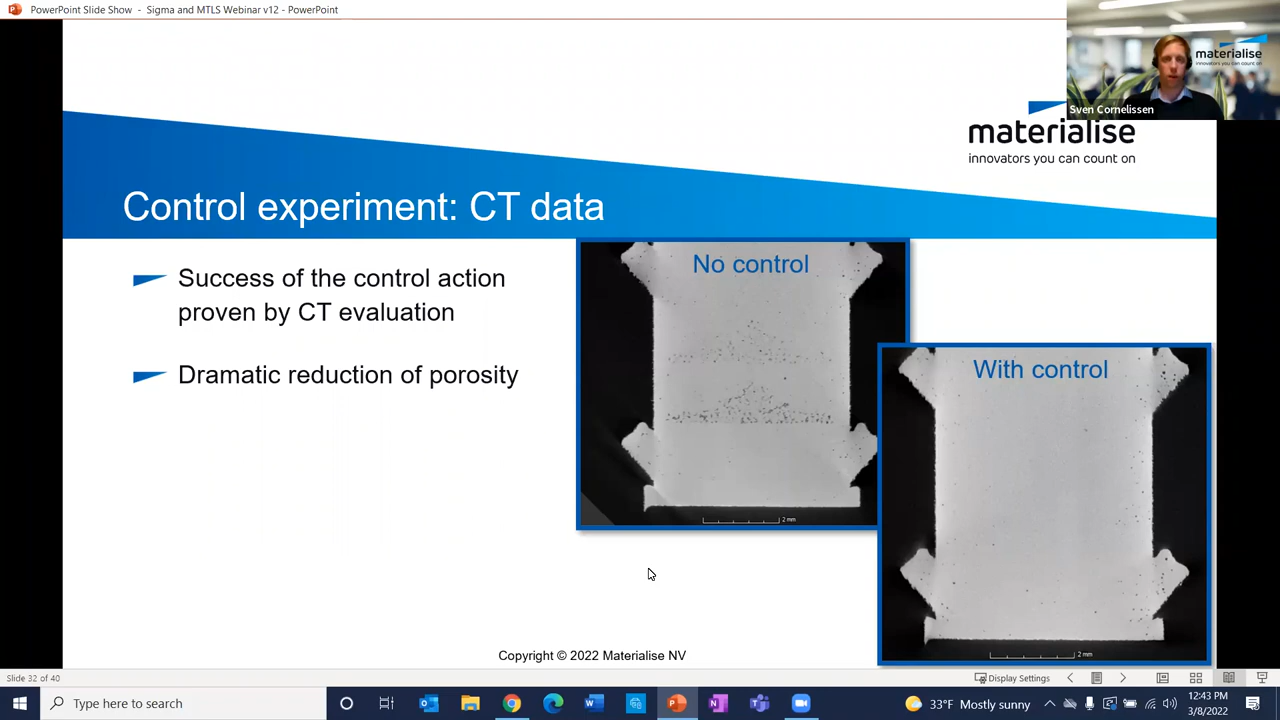 PowerPoint Slide Show - Sigma and MTLS Webinar v12 - PowerPoint
materialise
innovators you can count on
Sven Cornelissen
materialise
innovators you can count on
Control experiment: CT data
Success of the control action
proven by CT evaluation
Dramatic reduction of porosity
No control
2 mm
With control
2 mm
Copyright © 2022 Materialise NV
Slide 32 of 40
Display Settings
Type here to search
33°F Mostly sunny
12:43 PM
3/8/2022